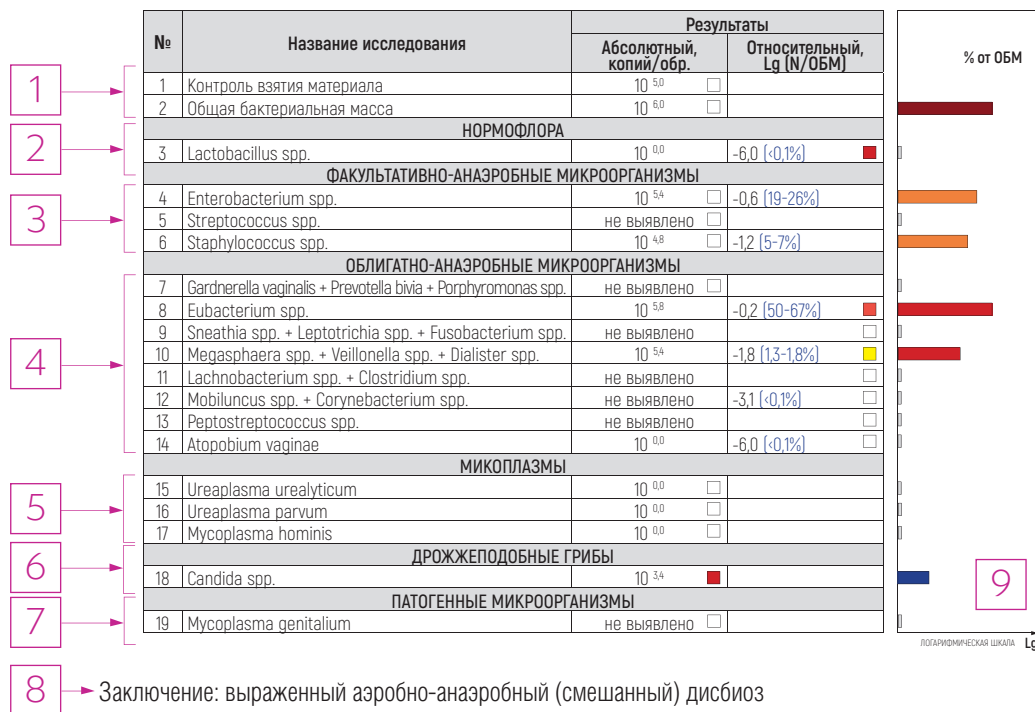 № Название исследования Результаты
Абсолютный, копий/обр. Относительный, Lg (N/ОБМ)
% от ОБМ
1
1 Контроль взятия материала 10 5,0
2 Общая бактериальная масса 10 6,0
2
НОРМОФЛОРА
3 Lactobacillus spp. 10 0,0 -6,0 (<0,1%)
3
ФАКУЛЬТАТИВНО-АНАЭРОБНЫЕ МИКРООРГАНИЗМЫ
4 Enterobacterium spp. 10 5,4 -0,6 (19-26%)
5 Streptococcus spp. не выявлено
6 Staphylococcus spp. 10 4,8 -1,2 (5-7%)
4
ОБЛИГАТНО-АНАЭРОБНЫЕ МИКРООРГАНИЗМЫ
7 Gardnerella vaginalis + Prevotella bivia + Porphyromonas spp. не выявлено
8 Eubacterium spp. 10 5,8 -0,2 (50-67%)
9 Sneathia spp. + Leptotrichia spp. + Fusobacterium spp. не выявлено
10 Megasphaera spp. + Veillonella spp. + Dialister spp. 10 5,4 -1,8 (1,3-1,8%)
11 Lachnobacterium spp. + Clostridium spp. не выявлено
12 Mobiluncus spp. + Corynebacterium spp. не выявлено -3,1 (<0,1%)
13 Peptostreptococcus spp. не выявлено
14 Atopobium vaginae 10 0,0 -6,0 (<0,1%)
5
МИКОПЛАЗМЫ
15 Ureaplasma urealyticum 10 0,0
16 Ureaplasma parvum 10 0,0
17 Mycoplasma hominis 10 0,0
6
ДРОЖЖЕПОДОБНЫЕ ГРИБЫ
18 Candida spp. 10 3,4
9
7
ПАТОГЕННЫЕ МИКРООРГАНИЗМЫ
19 Mycoplasma genitalium не выявлено
ЛОГАРИФМИЧЕСКАЯ ШКАЛА Lg
8
Заключение: выраженный аэробно-анаэробный (смешанный) дисбиоз